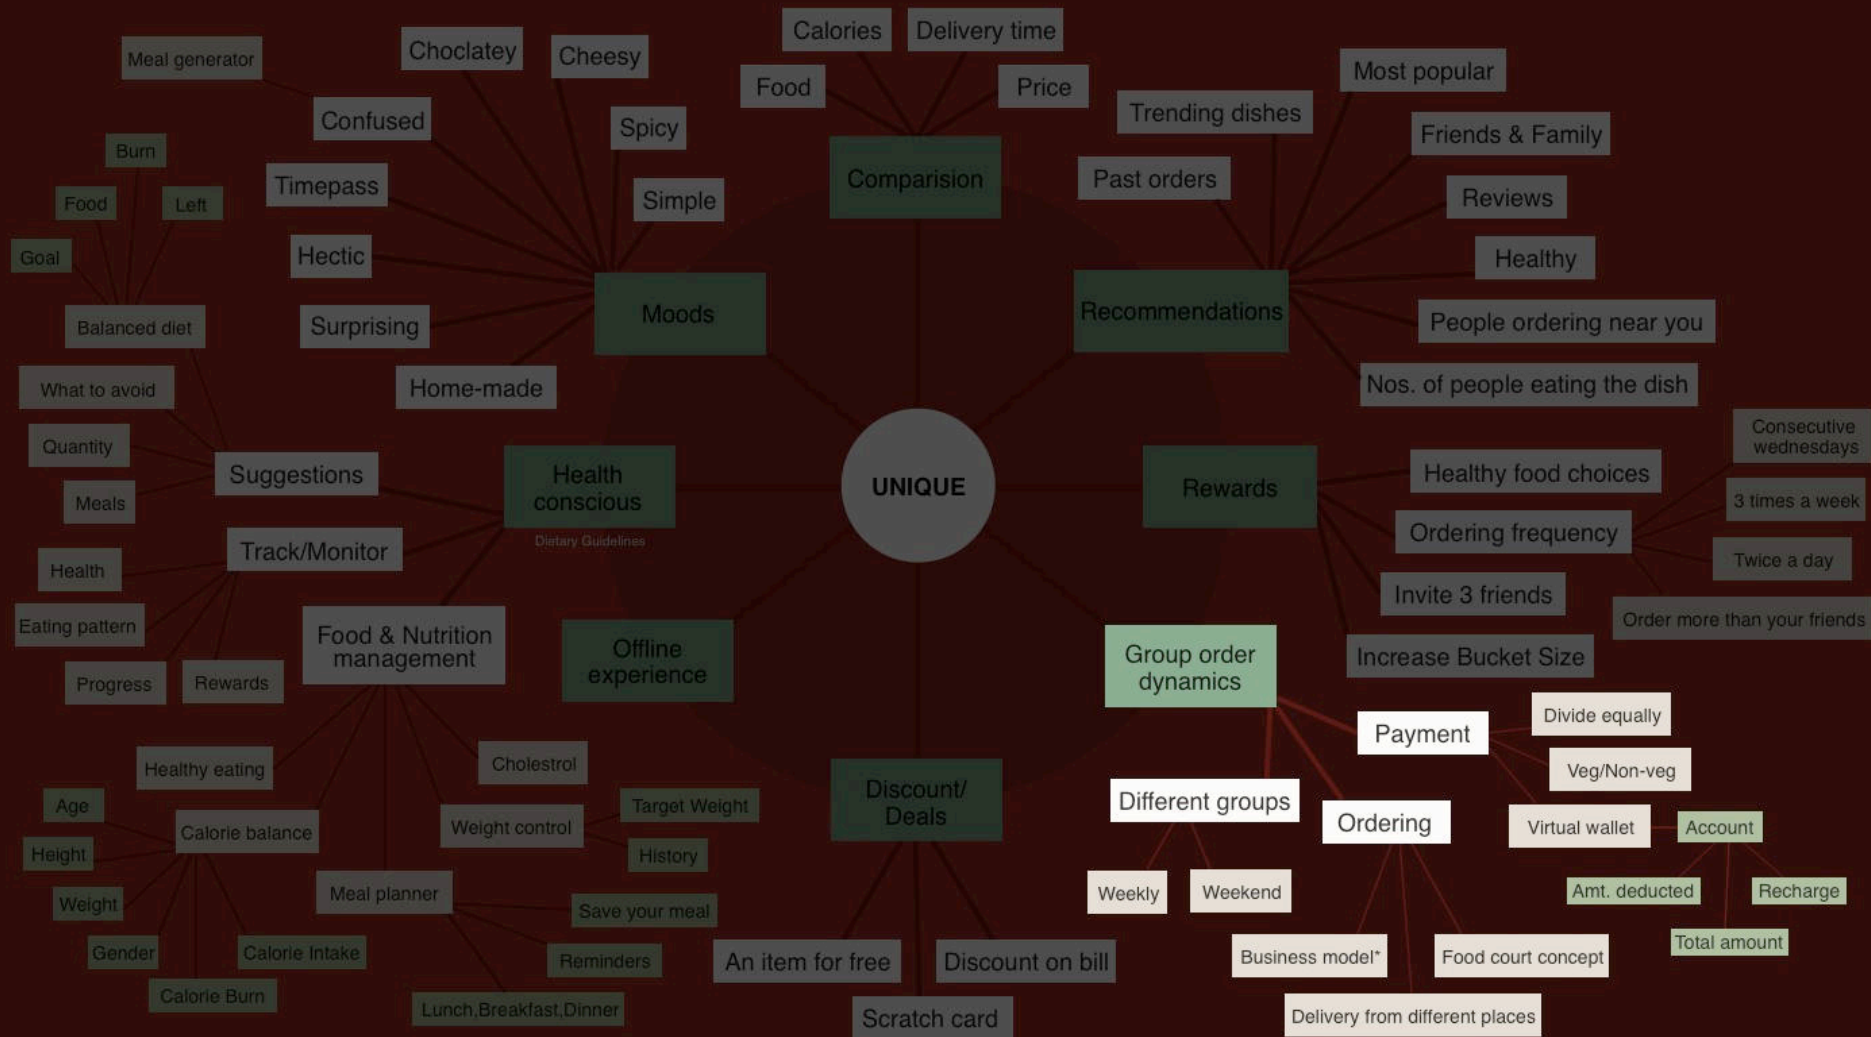 Calories
Delivery time
Food
Price
Comparision
Meal generator
Choclatey
Cheesy
Confused
Spicy
Timepass
Simple
Hectic
Surprising
Home-made
Moods
Burn
Food
Left
Goal
Balanced diet
What to avoid
Quantity
Meals
Suggestions
Health
conscious
Dietary Guidelines
Track/Monitor
Health
Eating pattern
Progress
Rewards
Food & Nutrition
management
Healthy eating
Cholestrol
Age
Height
Weight
Gender
Calorie Burn
Calorie Intake
Calorie balance
Weight control
Target Weight
History
Meal planner
Save your meal
Reminders
Lunch,Breakfast,Dinner
Offline
experience
UNIQUE
Most popular
Trending dishes
Friends & Family
Past orders
Reviews
Healthy
People ordering near you
Nos. of people eating the dish
Recommendations
Rewards
Healthy food choices
Ordering frequency
Consecutive
wednesdays
3 times a week
Twice a day
Order more than your friends
Invite 3 friends
Increase Bucket Size
Group order
dynamics
Payment
Divide equally
Veg/Non-veg
Virtual wallet
Account
Amt. deducted
Recharge
Total amount
Different groups
Weekly
Weekend
Ordering
Business model*
Food court concept
Delivery from different places
Discount/
Deals
An item for free
Discount on bill
Scratch card